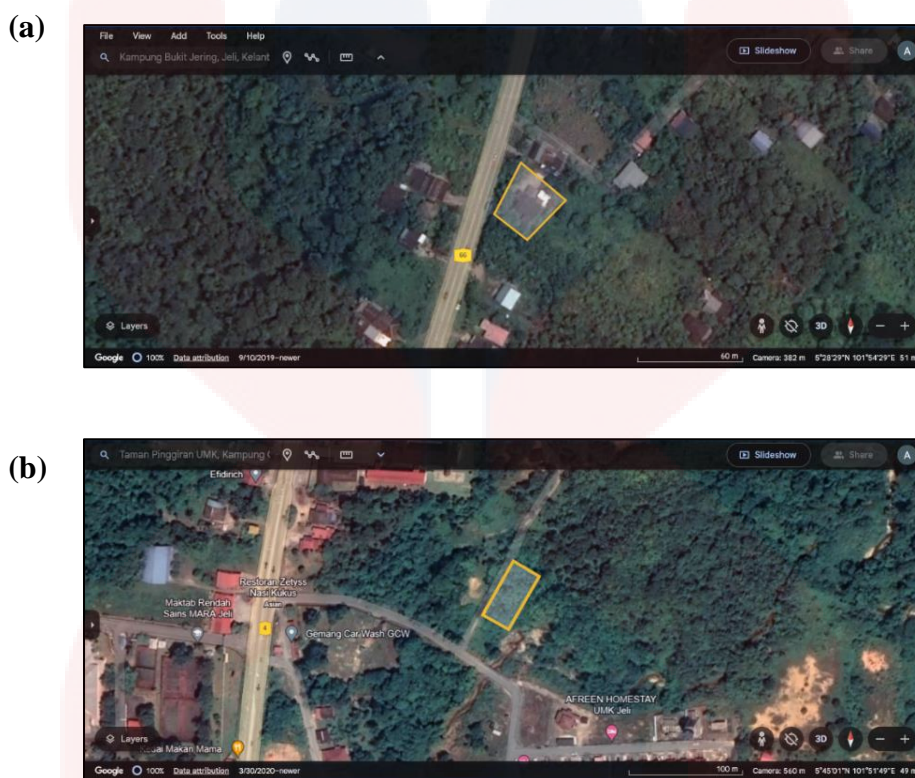 (a)
File View Add Tools Help
Kampung Bukit Jering, Jeli, Kelant
Slideshow
Share
A
66
Layers
3D
Google 100% Data attribution 9/10/2019-newer
60 m Camera: 382 m 5°28'29"N 101°54'29"E 51 m
(b)
Taman Pinggiran UMK, Kampung
Slideshow
Share
A
Efidinch
Restoran Zetyss
Nasi Kukus
Asian
Maktab Rendah
Sains MARA Jeli
4
Gemang Car Wash GCW
AFREEN HOMESTAY
UMK Jeli
Layers
Kedai Makan Mama
3D
Google 100% Data attribution 3/30/2020-newer
100 m Camera: 560 m 5°45'01"N 101°51'49"E 49 m